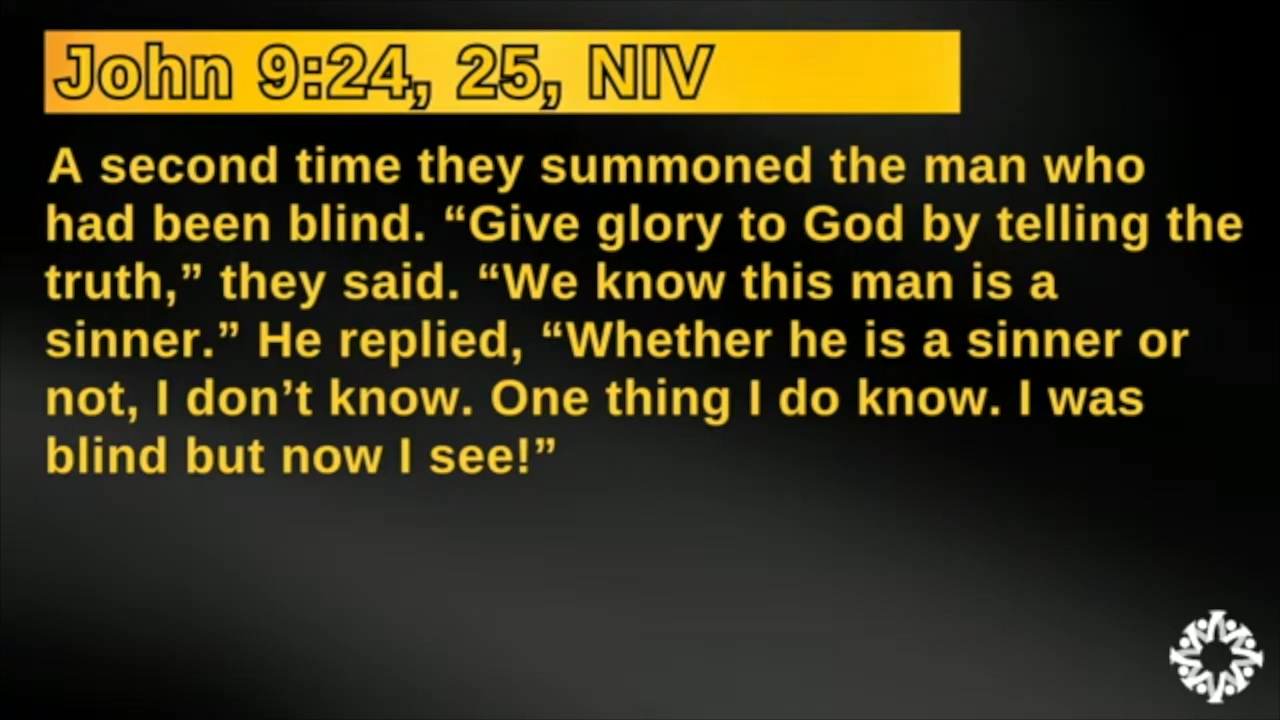 John 9:24, 25, NIV
A second time they summoned the man who
had been blind. “Give glory to God by telling the
truth,” they said. “We know this man is a
sinner.” He replied, “Whether he is a sinner or
not, I don’t know. One thing I do know. I was
blind but now I see!”